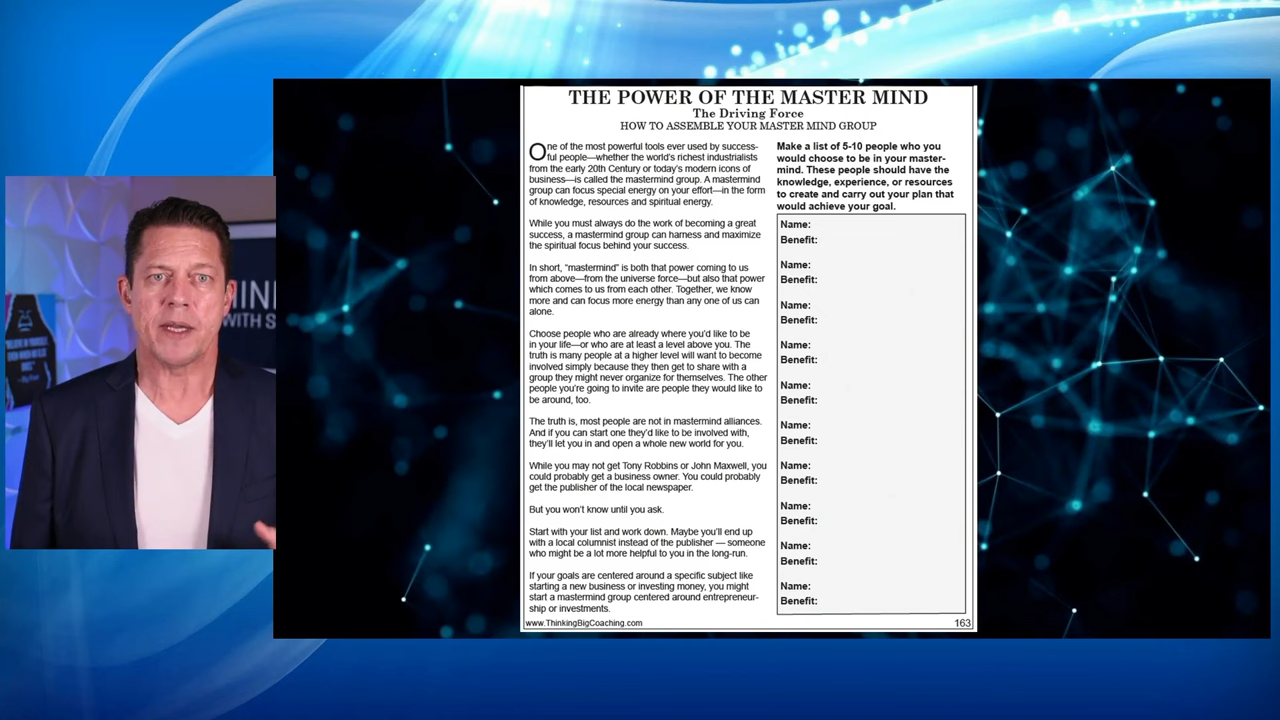 THE POWER OF THE MASTER MIND
The Driving Force
HOW TO ASSEMBLE YOUR MASTER MIND GROUP
One of the most powerful tools ever used by success-
ful people—whether the world's richest industrialists
from the early 20th Century or today's modern icons of
business—is called the mastermind group. A mastermind
group can focus special energy on your effort—in the form
of knowledge, resources and spiritual energy.
While you must always do the work of becoming a great
success, a mastermind group can harness and maximize
the spiritual focus behind your success.
In short, "mastermind" is both that power coming to us
from above—from the universe force—but also that power
which comes to us from each other. Together, we know
more and can focus more energy than any one of us can
alone.
Choose people who are already where you'd like to be
in your life—or who are at least a level above you. The
truth is many people at a higher level will want to become
involved simply because they then get to share with a
group they might never organize for themselves. The other
people you're going to invite are people they would like to
be around, too.
The truth is, most people are not in mastermind alliances.
And if you can start one they'd like to be involved with,
they'll let you in and open a whole new world for you.
While you may not get Tony Robbins or John Maxwell, you
could probably get a business owner. You could probably
get the publisher of the local newspaper.
But you won't know until you ask.
Start with your list and work down. Maybe you'll end up
with a local columnist instead of the publisher — someone
who might be a lot more helpful to you in the long-run.
If your goals are centered around a specific subject like
starting a new business or investing money, you might
start a mastermind group centered around entrepreneur-
ship or investments.
Make a list of 5-10 people who you
would choose to be in your master-
mind. These people should have the
knowledge, experience, or resources
to create and carry out your plan that
would achieve your goal.
Name:
Benefit:
Name:
Benefit:
Name:
Benefit:
Name:
Benefit:
Name:
Benefit:
Name:
Benefit:
Name:
Benefit:
Name:
Benefit:
Name:
Benefit:
Name:
Benefit:
www.ThinkingBigCoaching.com
163
WITH S